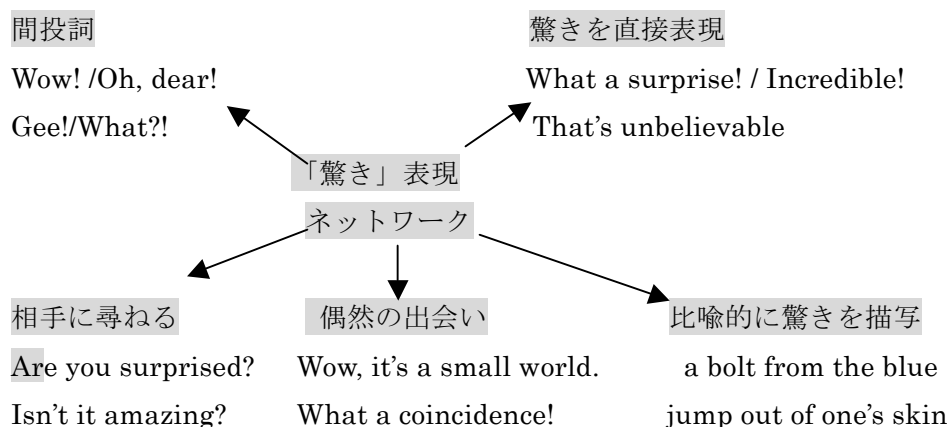 間投詞
Wow! /Oh, dear!
Gee!/What?!
驚きを直接表現
What a surprise! / Incredible!
That's unbelievable
「驚き」表現
ネットワーク
相手に尋ねる
Are you surprised?
Isn't it amazing?
偶然の出会い
Wow, it's a small world.
What a coincidence!
比喩的に驚きを描写
a bolt from the blue
jump out of one's skin